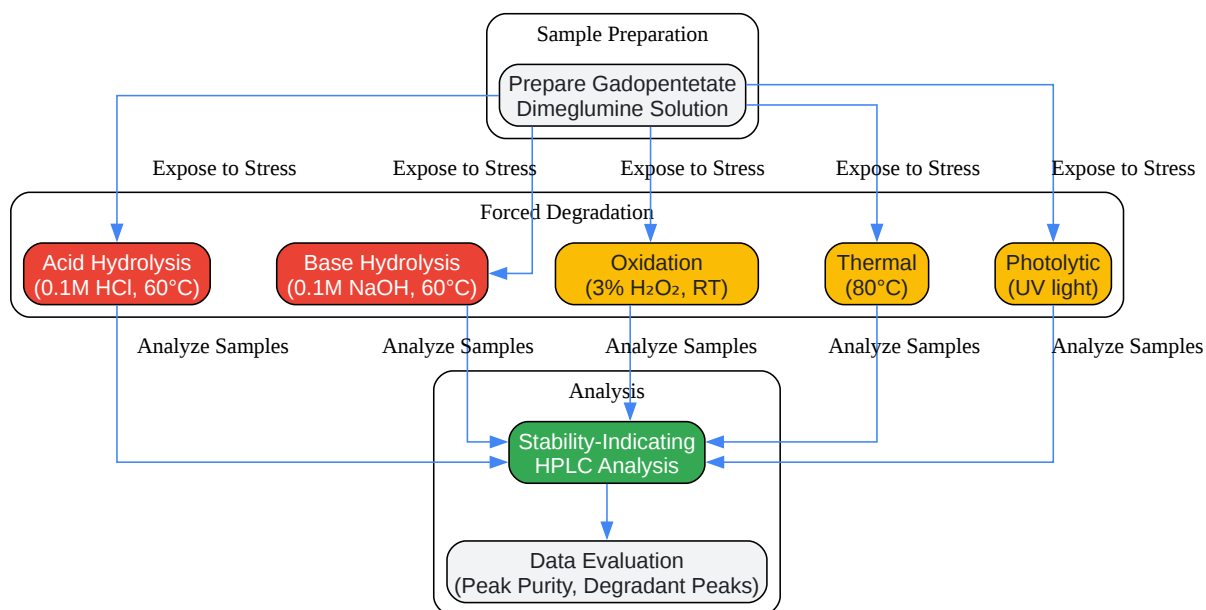 Sample Preparation
Prepare Gadopentetate
Dimeglumine Solution
Expose to Stress
Expose to Stress
Expose to Stress
Expose to Stress
Expose to Stress
Forced Degradation
Acid Hydrolysis
(0.1M HCl, 60°C)
Base Hydrolysis
(0.1M NaOH, 60°C)
Oxidation
(3% H₂O₂, RT)
Thermal
(80°C)
Photolytic
(UV light)
Analyze Samples
Analyze Samples
Analyze Samples
Analyze Samples
Analyze Samples
Analysis
Stability-Indicating
HPLC Analysis
Data Evaluation
(Peak Purity, Degradant Peaks)